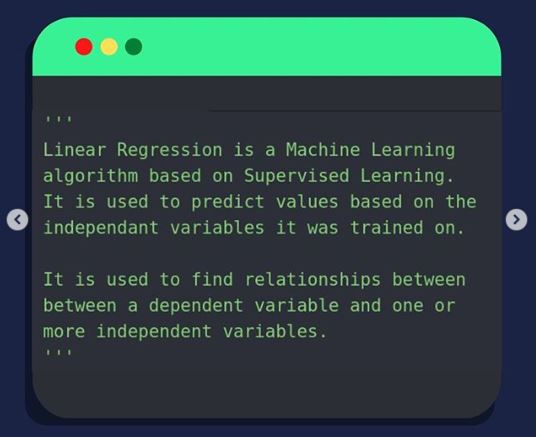 '''
Linear Regression is a Machine Learning
algorithm based on Supervised Learning.
It is used to predict values based on the
independant variables it was trained on.
It is used to find relationships between
between a dependent variable and one or
more independent variables.
'''